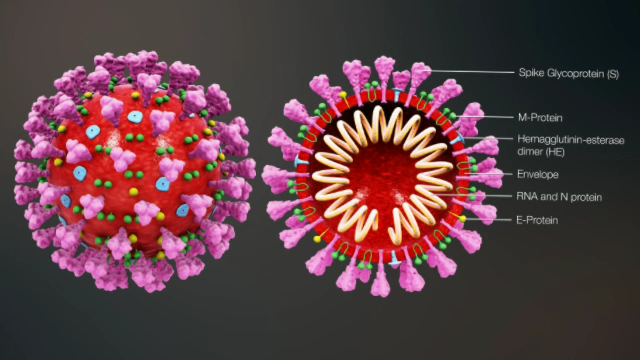 Spike Glycoprotein (S)
M-Protein
Hemagglutinin-esterase
dimer (HE)
Envelope
RNA and N protein
E-Protein